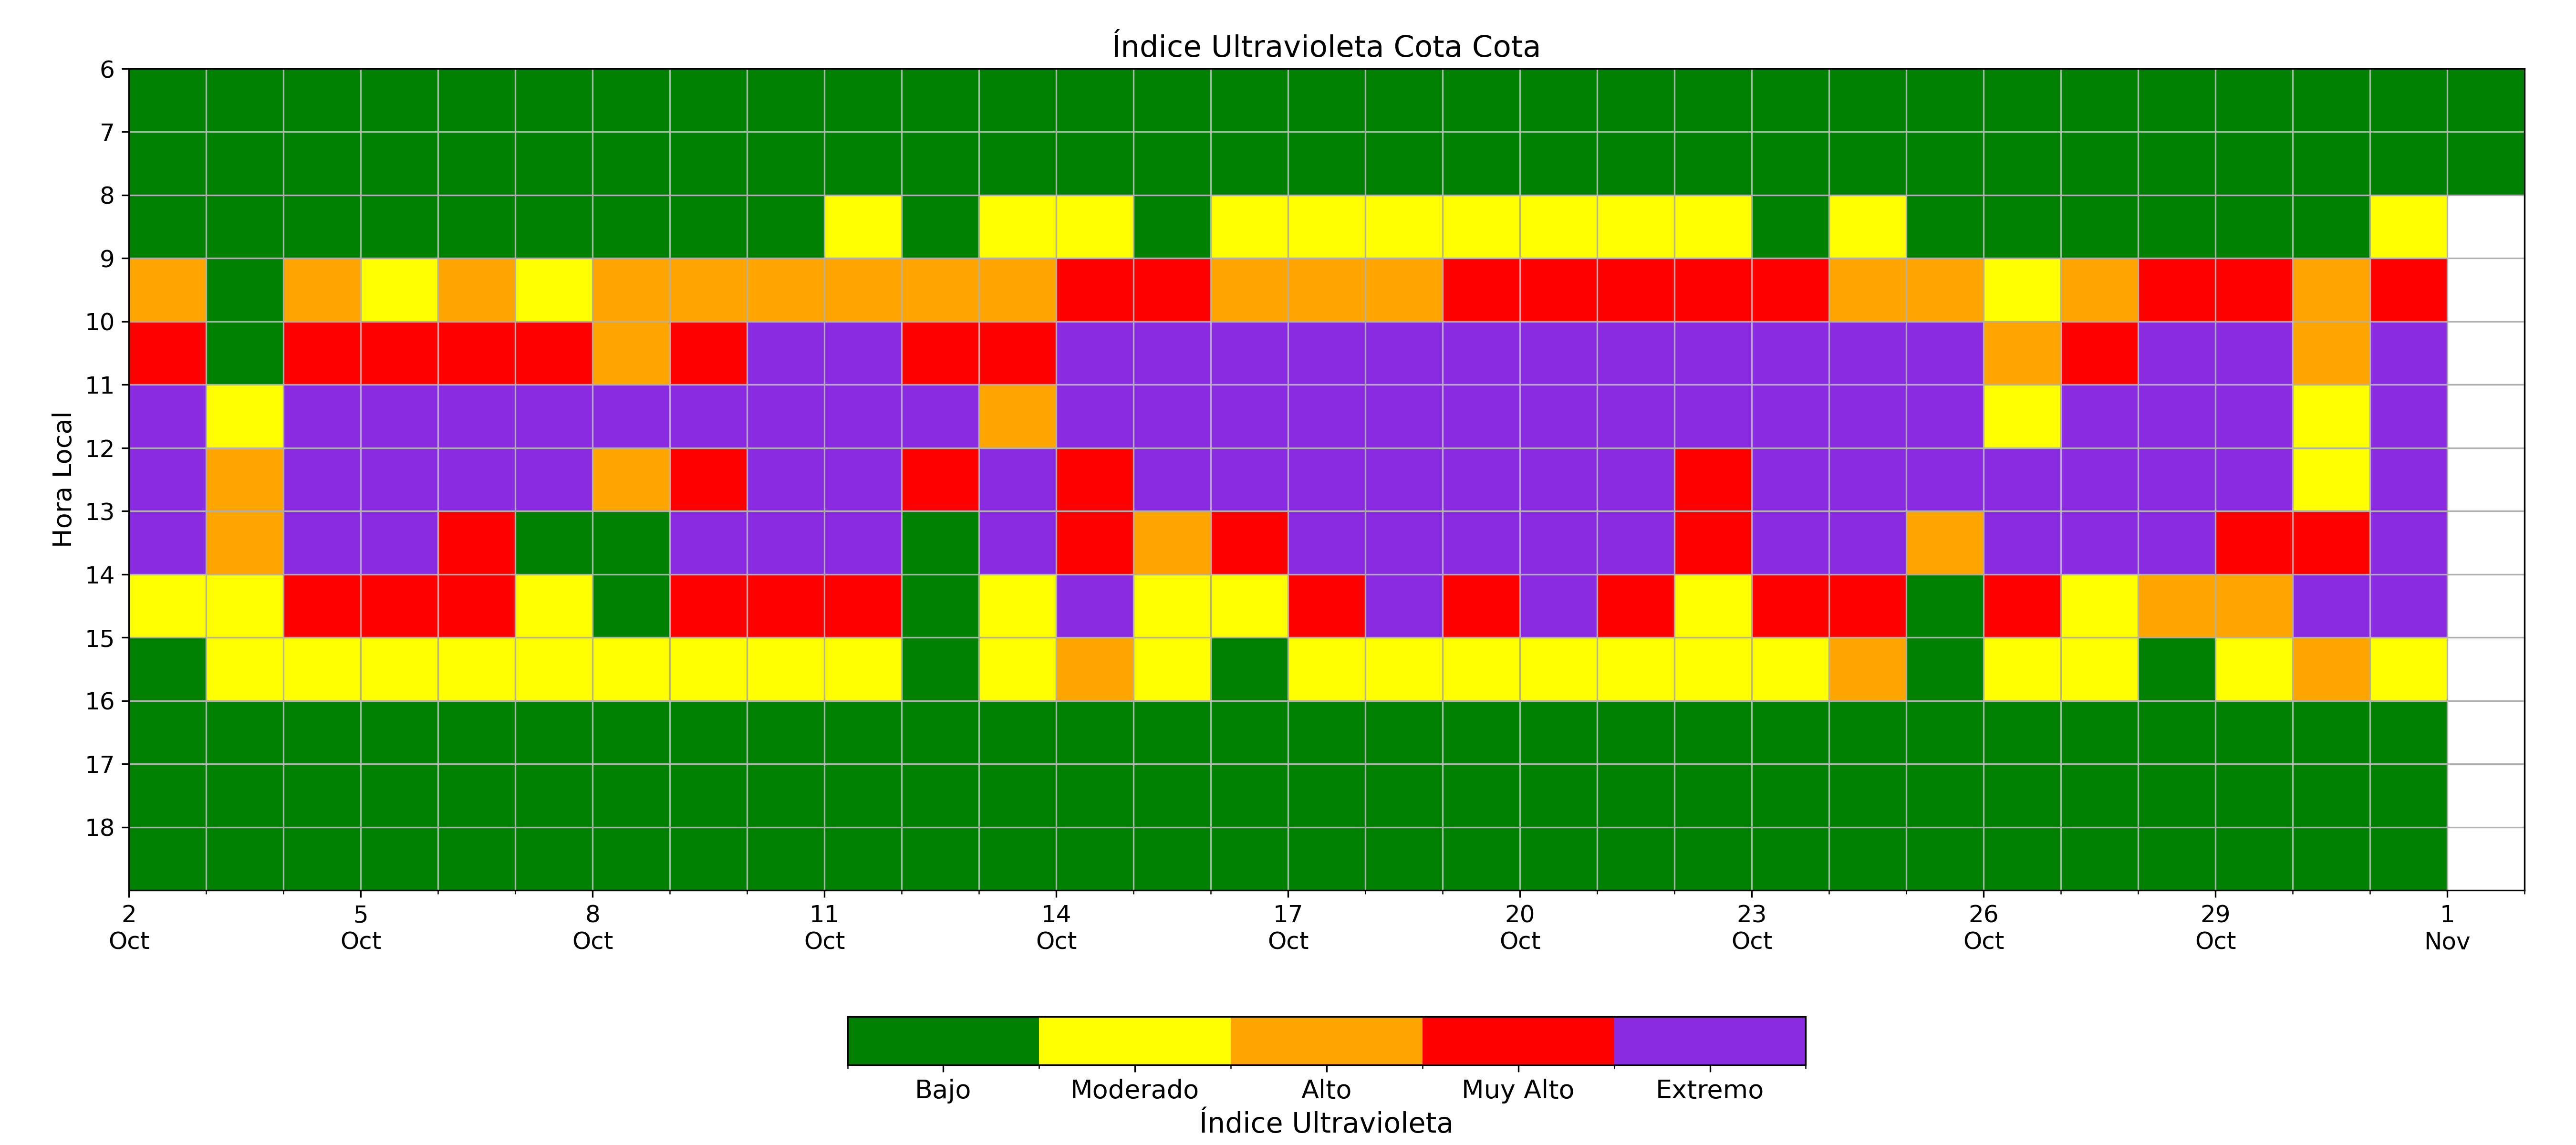 Índice Ultravioleta Cota Cota
Hora Local
6
7
8
9
10
11
12
13
14
15
16
17
18
2 5 8 11 14 17 20 23 26 29 1
Oct Oct Oct Oct Oct Oct Oct Oct Oct Oct Nov
Bajo Moderado Alto Muy Alto Extremo
Índice Ultravioleta